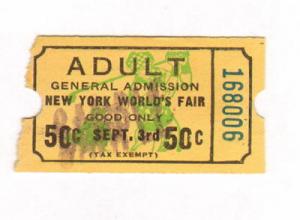 ADULT
GENERAL ADMISSION
NEW YORK WORLD'S FAIR
GOOD ONLY
50c SEPT. 3rd 50c
(TAX EXEMPT)
168006